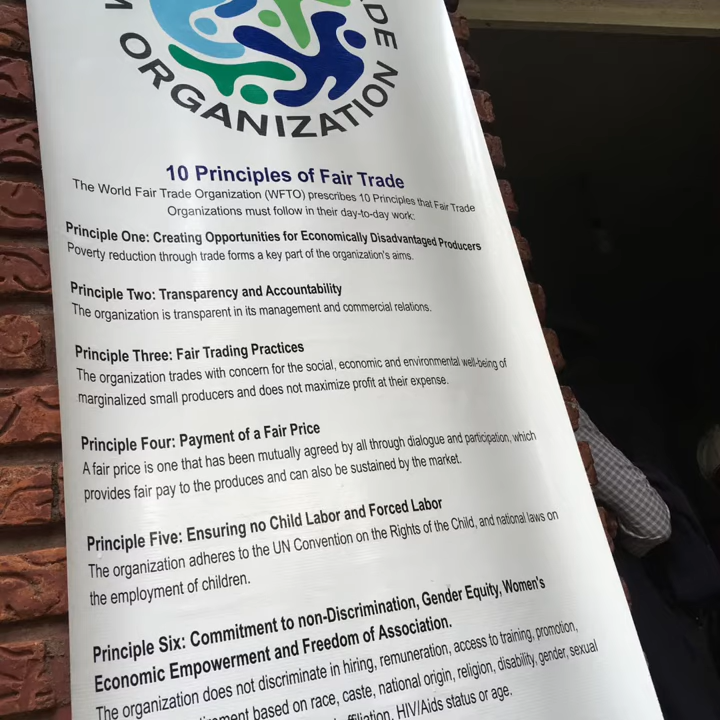 ADE
ORGANIZATION
10 Principles of Fair Trade
The World Fair Trade Organization (WFTO) prescribes 10 Principles that Fair Trade
Organizations must follow in their day-to-day work:
Principle One: Creating Opportunities for Economically Disadvantaged Producers
Poverty reduction through trade forms a key part of the organization's aims.
Principle Two: Transparency and Accountability
The organization is transparent in its management and commercial relations.
Principle Three: Fair Trading Practices
The organization trades with concern for the social, economic and environmental well-being of
marginalized small producers and does not maximize profit at their expense.
Principle Four: Payment of a Fair Price
A fair price is one that has been mutually agreed by all through dialogue and participation, which
provides fair pay to the produces and can also be sustained by the market.
Principle Five: Ensuring no Child Labor and Forced Labor
The organization adheres to the UN Convention on the Rights of the Child, and national laws on
the employment of children.
Principle Six: Commitment to non-Discrimination, Gender Equity, Women's
Economic Empowerment and Freedom of Association.
The organization does not discriminate in hiring, remuneration, access to training, promotion,
based on race, caste, national origin, religion, disability, gender, sexual
HIV/Aids status or age.